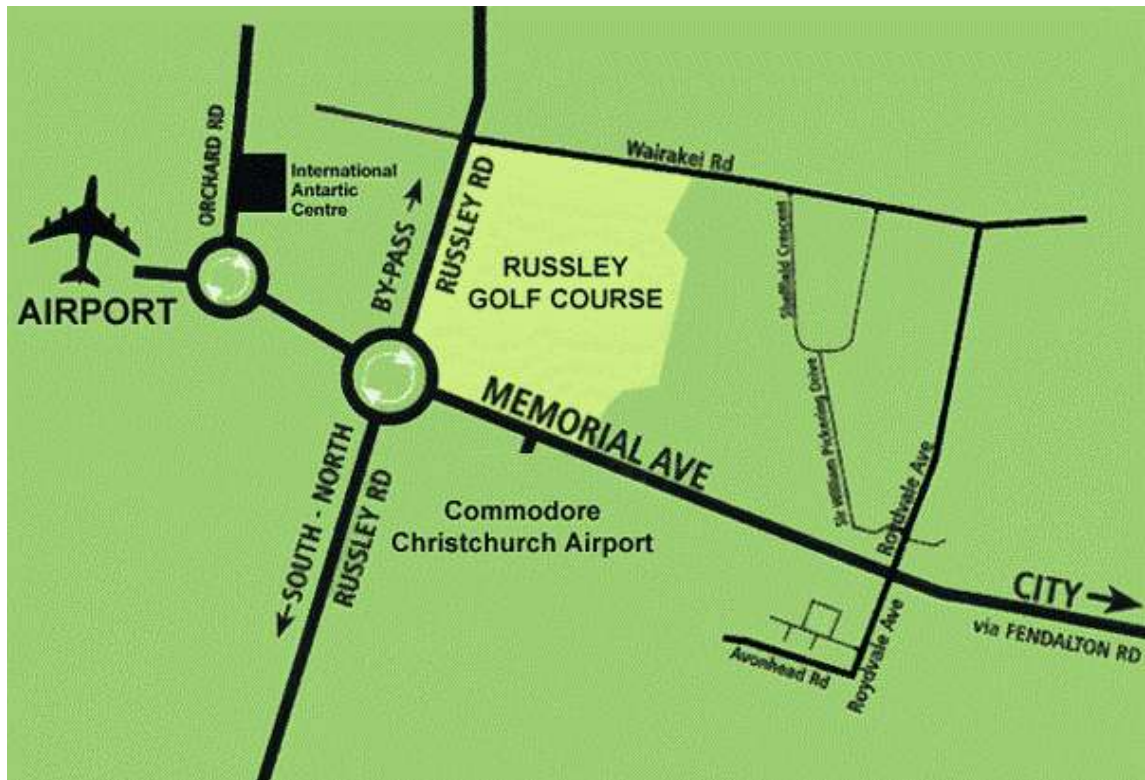 ORCHARD RD
International
Antartic
Centre
AIRPORT
BY-PASS
RUSSLEY RD
Wairakei Rd
RUSSLEY
GOLF COURSE
Sheffield Crescent
Sir William Pickering Drive
MEMORIAL AVE
Roydvale Ave
SOUTH - NORTH
RUSSLEY RD
Commodore
Christchurch Airport
CITY
via FENDALTON RD
Avonhead Rd
Roydvale Ave